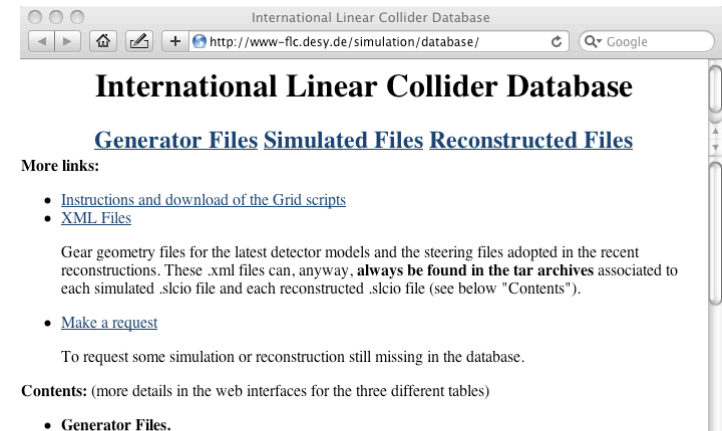 International Linear Collider Database
http://www-flc.desy.de/simulation/database/
Google
International Linear Collider Database
Generator Files Simulated Files Reconstructed Files
More links:
• Instructions and download of the Grid scripts
• XML Files
Gear geometry files for the latest detector models and the steering files adopted in the recent
reconstructions. These .xml files can, anyway, always be found in the tar archives associated to
each simulated .slcio file and each reconstructed .slcio file (see below "Contents").
• Make a request
To request some simulation or reconstruction still missing in the database.
Contents: (more details in the web interfaces for the three different tables)
• Generator Files.